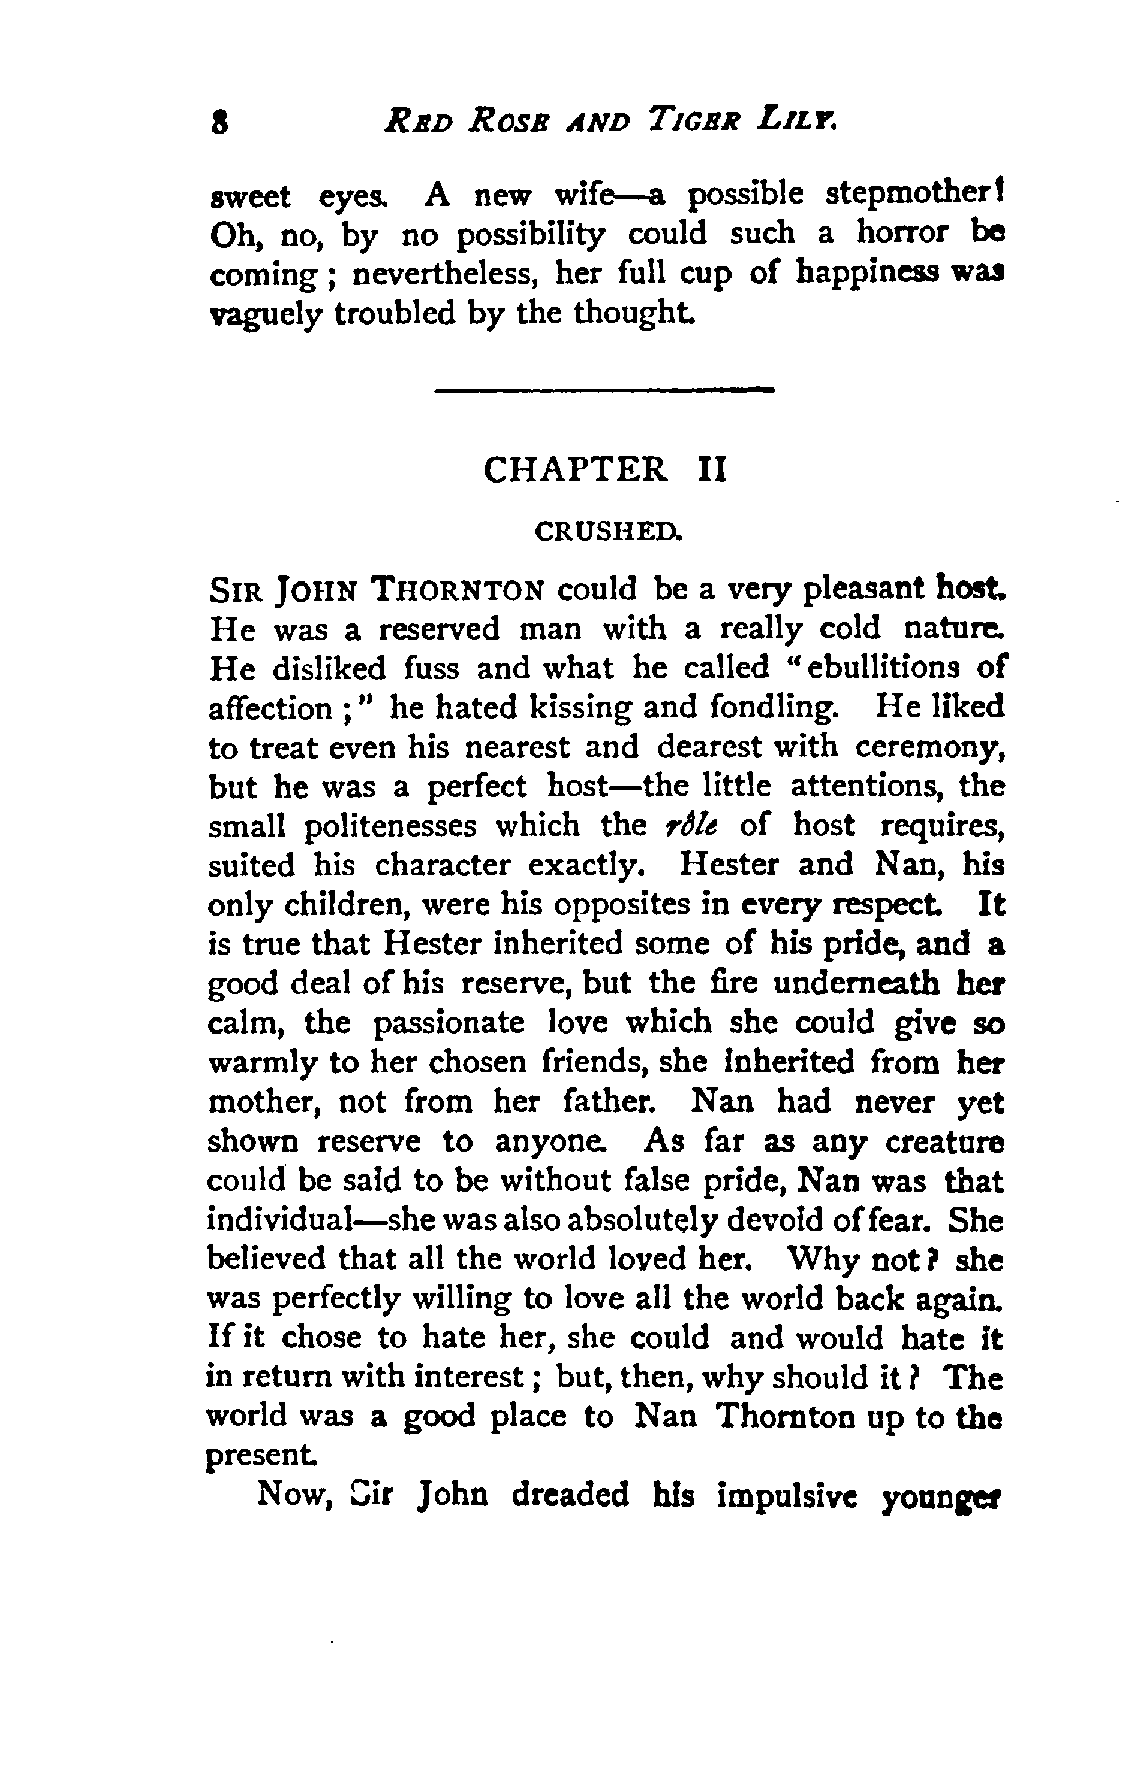 8 RED ROSE AND TIGER LILY.
sweet eyes. A new wife—a possible stepmother!
Oh, no, by no possibility could such a horror be
coming ; nevertheless, her full cup of happiness was
vaguely troubled by the thought.
CHAPTER II
CRUSHED.
SIR JOHN THORNTON could be a very pleasant host.
He was a reserved man with a really cold nature.
He disliked fuss and what he called "ebullitions of
affection ;" he hated kissing and fondling. He liked
to treat even his nearest and dearest with ceremony,
but he was a perfect host—the little attentions, the
small politenesses which the rôle of host requires,
suited his character exactly. Hester and Nan, his
only children, were his opposites in every respect. It
is true that Hester inherited some of his pride, and a
good deal of his reserve, but the fire underneath her
calm, the passionate love which she could give so
warmly to her chosen friends, she inherited from her
mother, not from her father. Nan had never yet
shown reserve to anyone. As far as any creature
could be said to be without false pride, Nan was that
individual—she was also absolutely devoid of fear. She
believed that all the world loved her. Why not? she
was perfectly willing to love all the world back again.
If it chose to hate her, she could and would hate it
in return with interest ; but, then, why should it? The
world was a good place to Nan Thornton up to the
present.
Now, Sir John dreaded his impulsive younger